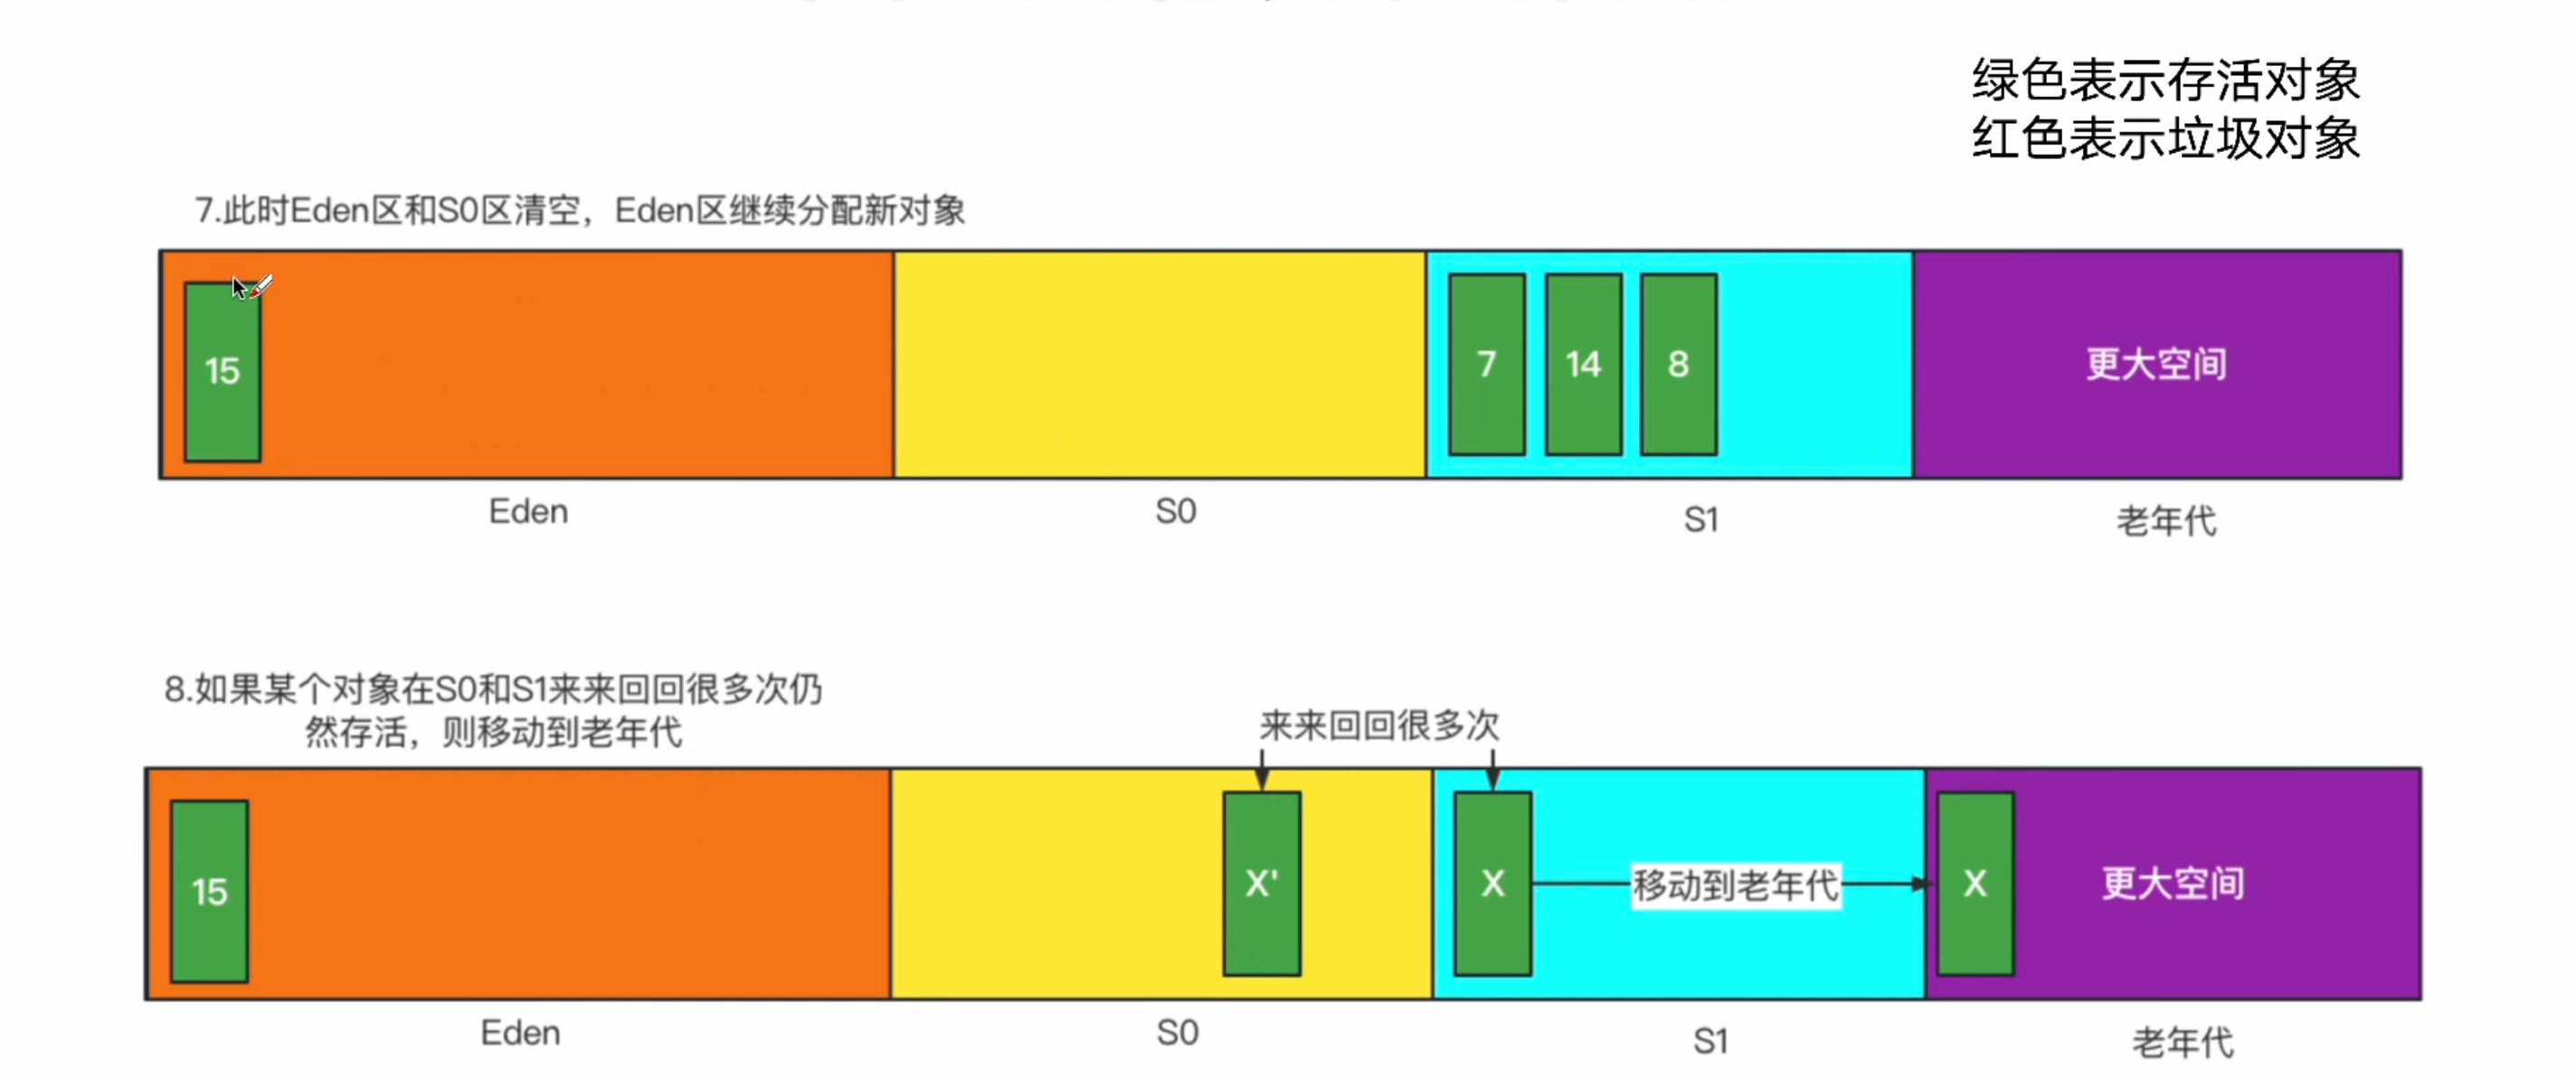 绿色表示存活对象
红色表示垃圾对象
7.此时Eden区和S0区清空，Eden区继续分配新对象
15
7
14
8
更大空间
Eden
S0
S1
老年代
8.如果某个对象在S0和S1来来回回很多次仍
然存活，则移动到老年代
来来回回很多次
15
X'
X
移动到老年代
X
更大空间
Eden
S0
S1
老年代